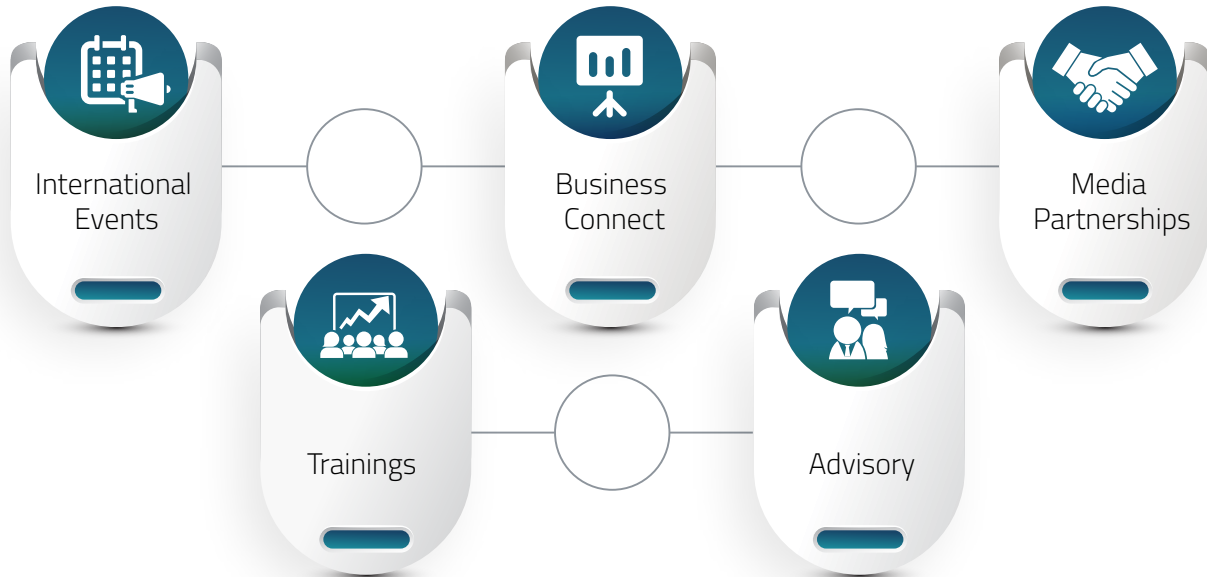 International
Events
Business
Connect
Media
Partnerships
Trainings
Advisory